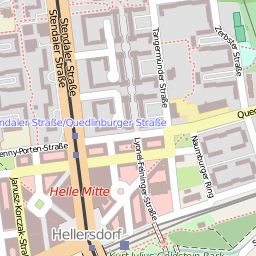 Stendaler Straße
Stendaler Straße
Tangermünder Straße
Zerbster Straße
ndaler Straße/Quedlinburger Straße
Que
enny-Porten-Straße
Lyonel-Feininger-Straße
Naumburger Ring
Janusz-Korczak-Straße
Helle Mitte
Hellersdorf
Kurt Julius Goldstein Park